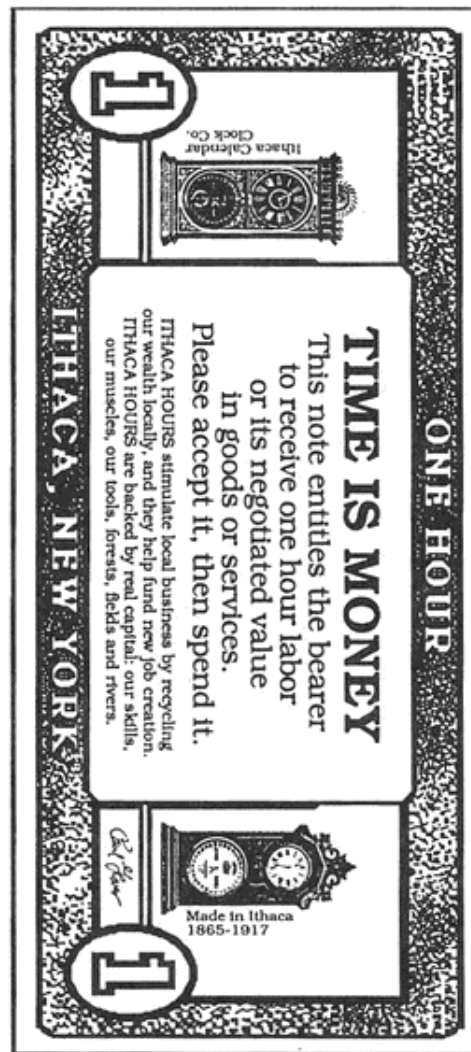 ONE HOUR
1
Ithaca Calendar
Clock Co.
TIME IS MONEY
This note entitles the bearer
to receive one hour labor
or its negotiated value
in goods or services.
Please accept it, then spend it.
ITHACA HOURS stimulate local business by recycling
our wealth locally, and they help fund new job creation.
ITHACA HOURS are backed by real capital: our skills,
our muscles, our tools, forests, fields and rivers.
Made in Ithaca
1865-1917
1
ITHACA, NEW YORK